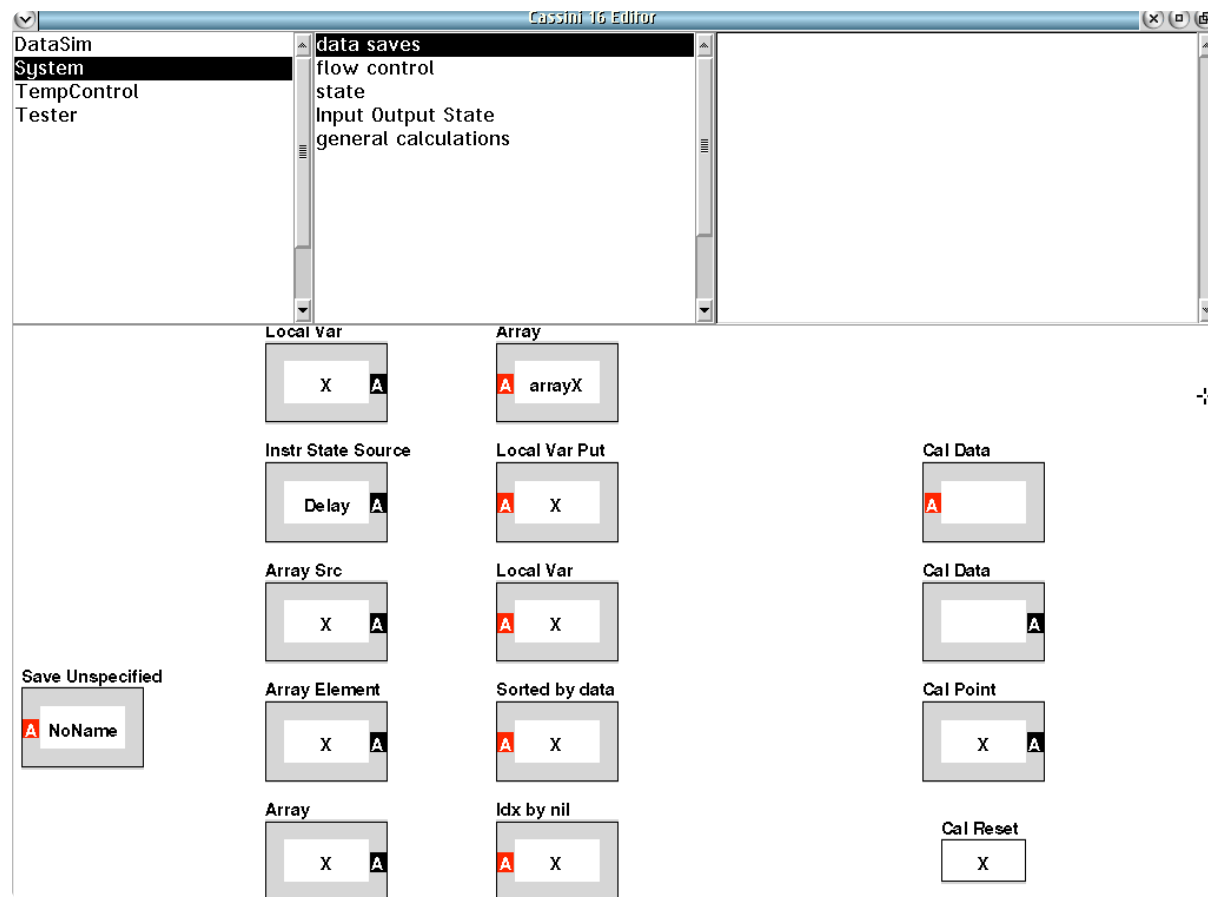 Cassini 16 Editor
DataSim
System
TempControl
Tester
data saves
flow control
state
Input Output State
general calculations
Local Var
X A
Array
A arrayX
Instr State Source
Delay A
Local Var Put
A X
Cal Data
A
Array Src
X A
Local Var
A X
Cal Data
A
Save Unspecified
A NoName
Array Element
X A
Sorted by data
A X
Cal Point
X A
Array
X A
Idx by nil
A X
Cal Reset
X